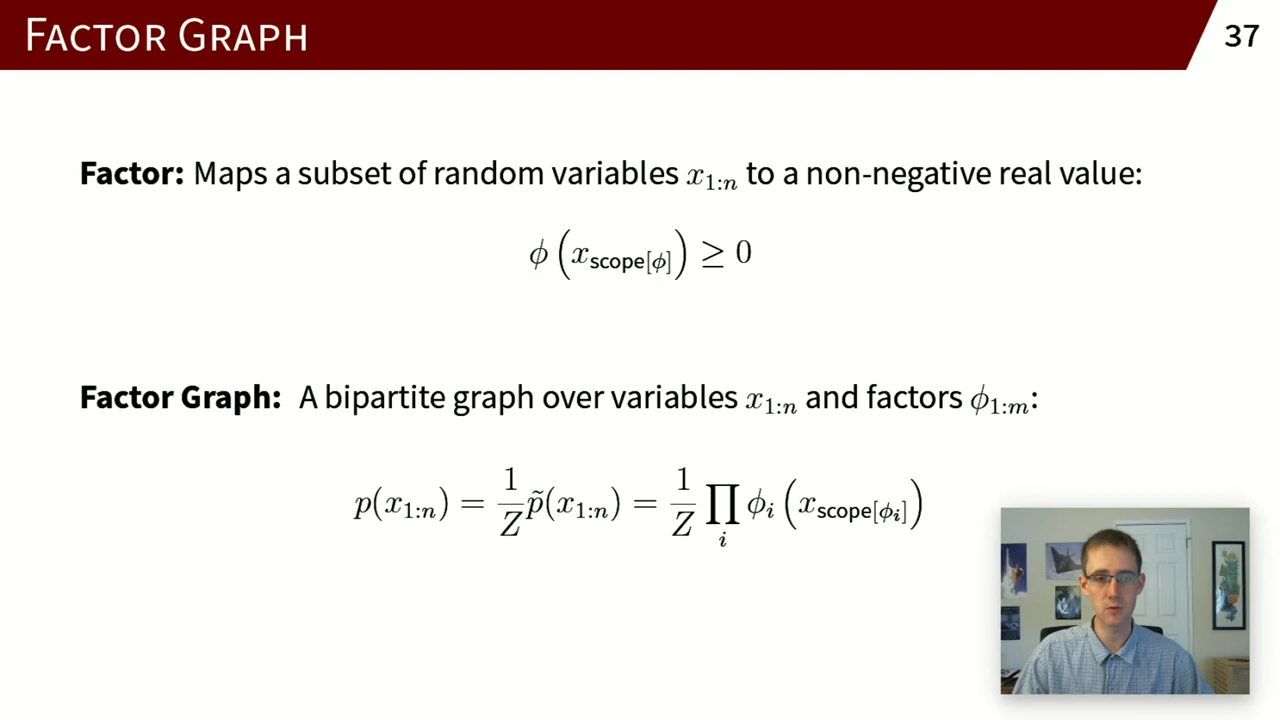 FACTOR GRAPH
37
Factor: Maps a subset of random variables x_{1:n} to a non-negative real value:
ϕ (x_{scope[ϕ]}) ≥ 0
Factor Graph: A bipartite graph over variables x_{1:n} and factors ϕ_{1:m}:
p(x_{1:n}) = \frac{1}{Z} \tilde{p}(x_{1:n}) = \frac{1}{Z} ∏_i ϕ_i (x_{scope[ϕ_i]})